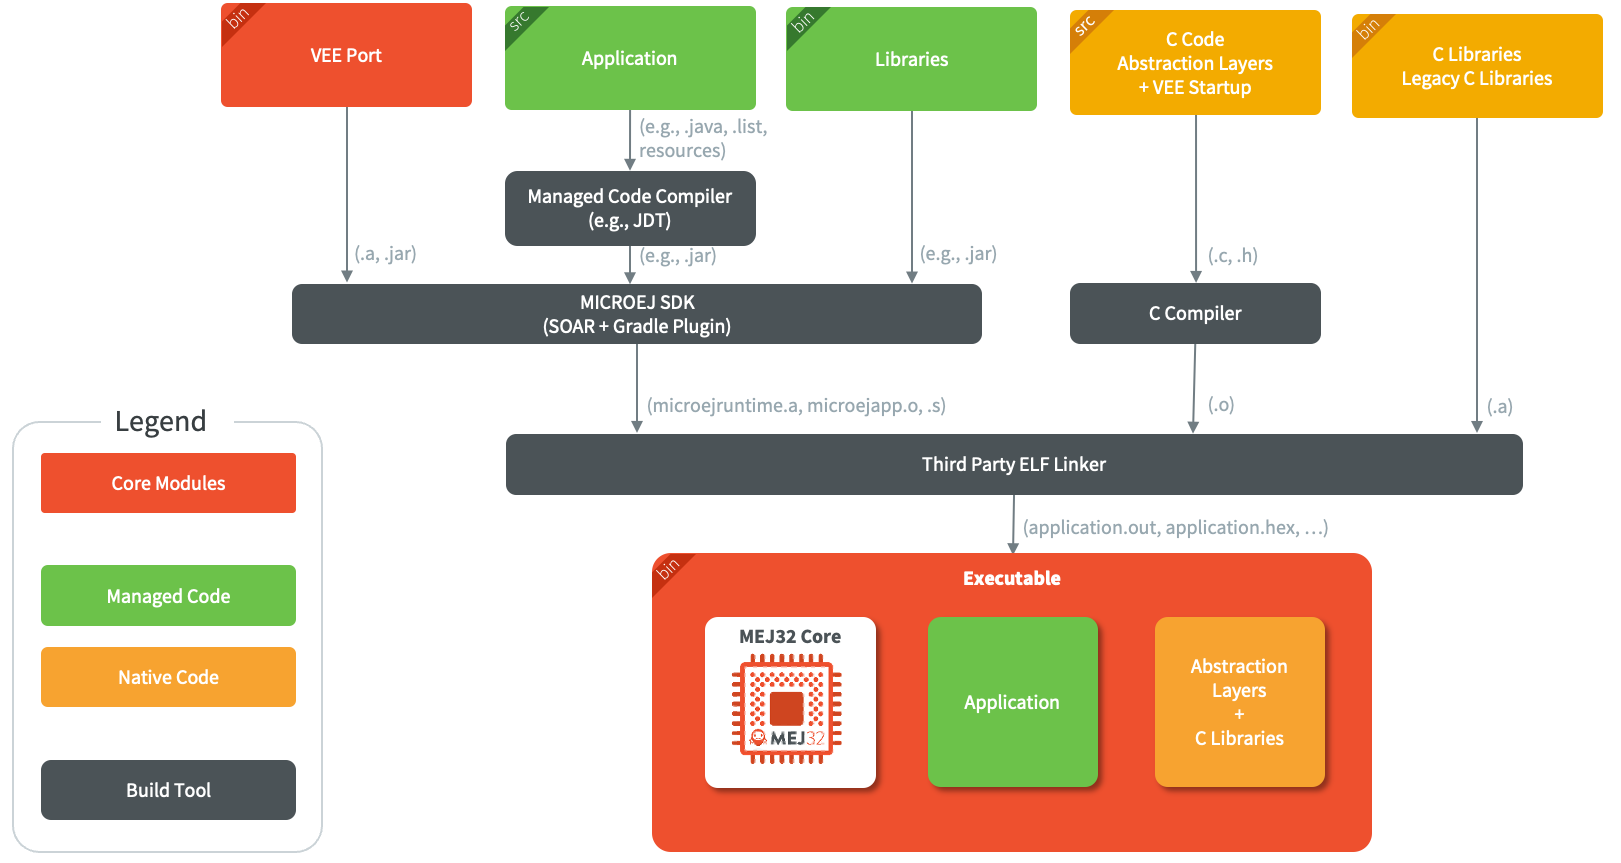 bin
VEE Port
src
Application
bin
Libraries
src
C Code
Abstraction Layers
+ VEE Startup
bin
C Libraries
Legacy C Libraries
(e.g., .java, .list,
resources)
Managed Code Compiler
(e.g., JDT)
(.a, .jar)
(e.g., .jar)
(e.g., .jar)
(.c, .h)
MICROEJ SDK
(SOAR + Gradle Plugin)
C Compiler
(microejruntime.a, microejapp.o, .s)
(.o)
(.a)
Third Party ELF Linker
(application.out, application.hex, …)
bin
Executable
MEJ32 Core
MEJ32
Application
Abstraction
Layers
+
C Libraries
Legend
Core Modules
Managed Code
Native Code
Build Tool